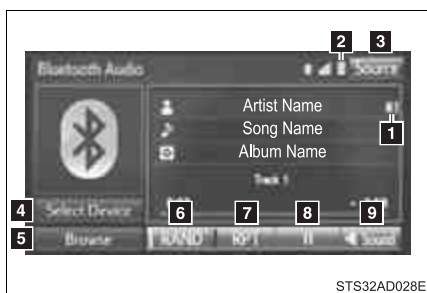 2 3
Bluetooth Audio Source
Artist Name
1
Song Name
Album Name
Track 1
4 Select Device
6 7 8 9
5 Browse RAND RPT Sound
STS32AD028E